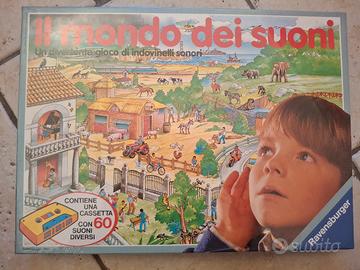 Il mondo dei suoni
Un divertente gioco di indovinelli sonori
CONTIENE
UNA
CASSETTA
CON 60
SUONI
DIVERSI
Ravensburger
subito